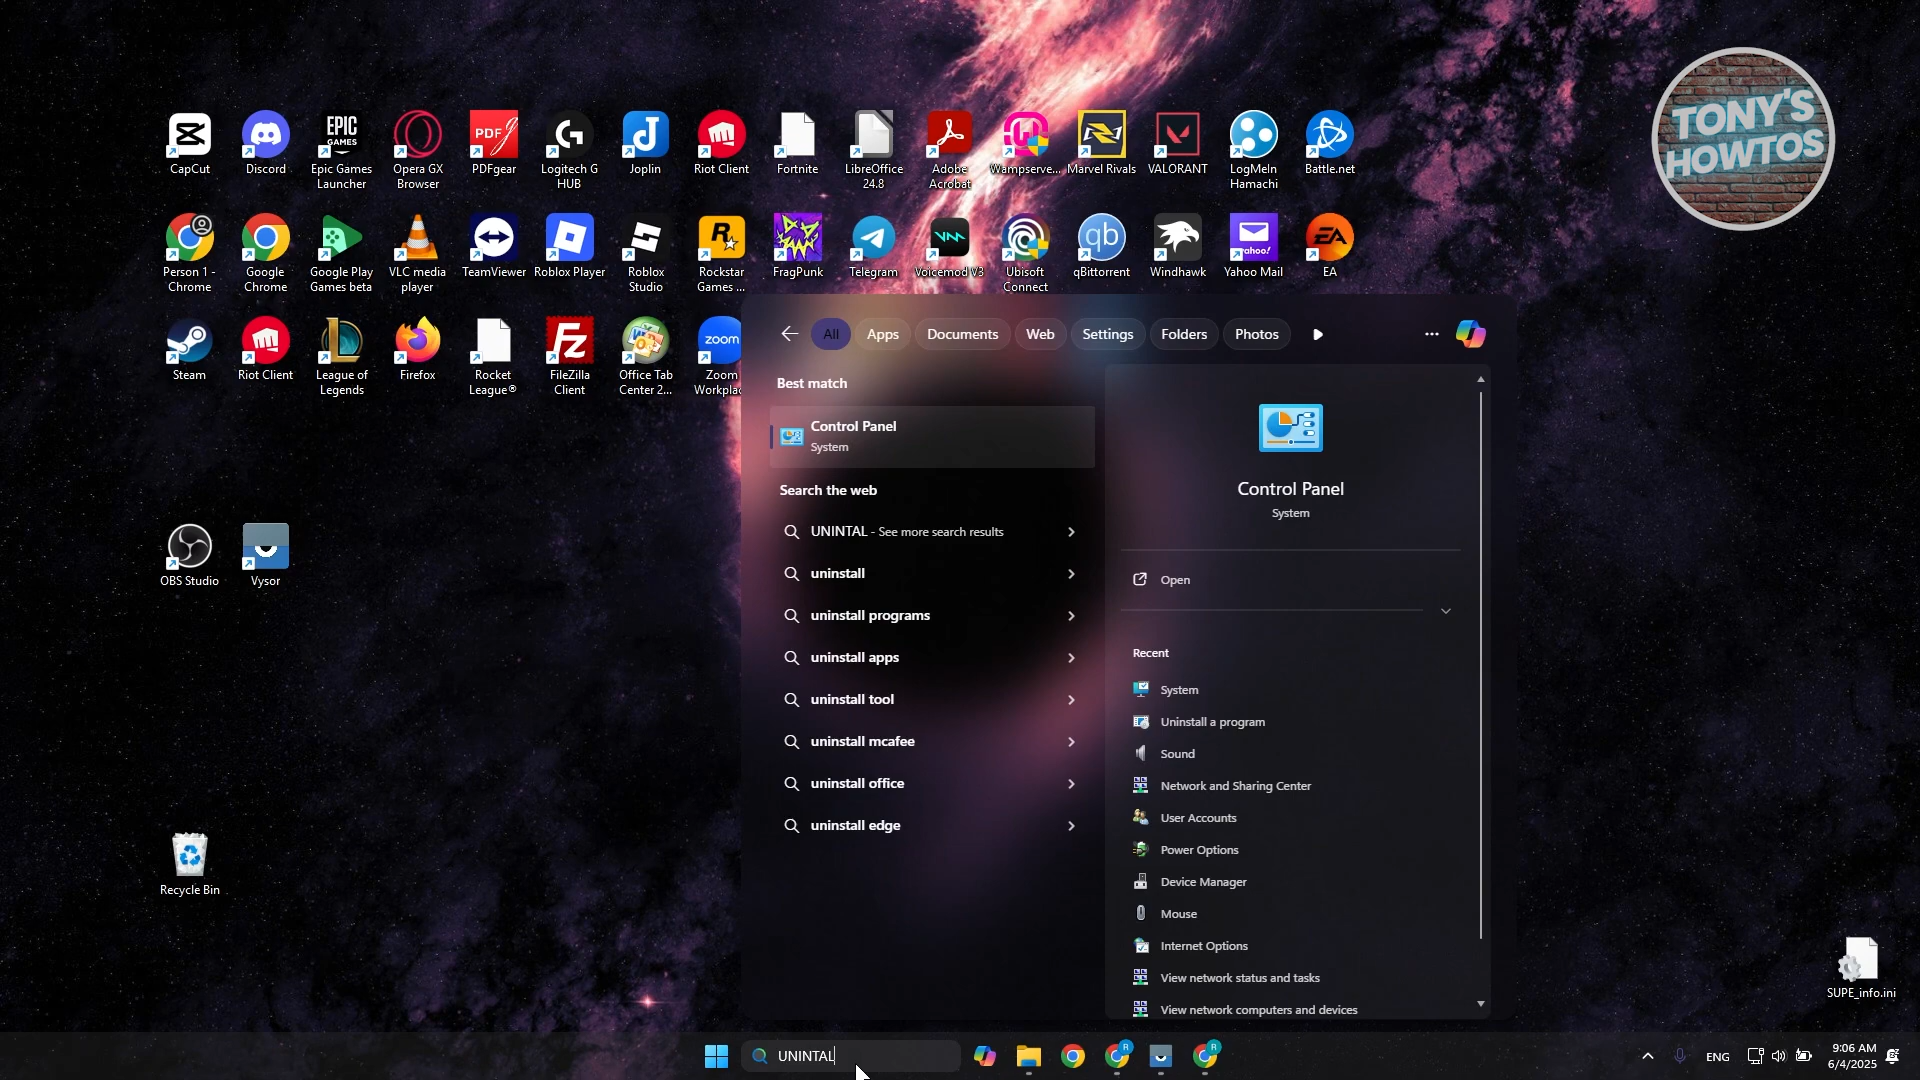 TONY'S
HOWTOS
CapCut
Discord
EPIC
GAMES
Epic Games
Launcher
Opera GX
Browser
PDF
PDFgear
Logitech G
HUB
Joplin
Riot Client
Fortnite
LibreOffice
24.8
Adobe
Acrobat
Wampserve...
Marvel Rivals
VALORANT
LogMeIn
Hamachi
Battle.net
Person 1 -
Chrome
Google
Chrome
Google Play
Games beta
VLC media
player
TeamViewer
Roblox Player
Roblox
Studio
R
Rockstar
Games ...
FragPunk
Telegram
Voicemod V3
Ubisoft
Connect
qb
qBittorrent
Windhawk
yahoo!
Yahoo Mail
EA
EA
Steam
Riot Client
League of
Legends
Firefox
Rocket
League®
Fz
FileZilla
Client
Office Tab
Center 2...
zoom
Zoom
Workplac
All
Apps
Documents
Web
Settings
Folders
Photos
Best match
Control Panel
System
Search the web
UNINTAL - See more search results
uninstall
uninstall programs
uninstall apps
uninstall tool
uninstall mcafee
uninstall office
uninstall edge
Control Panel
System
Open
Recent
System
Uninstall a program
Sound
Network and Sharing Center
User Accounts
Power Options
Device Manager
Mouse
Internet Options
View network status and tasks
View network computers and devices
OBS Studio
Vysor
Recycle Bin
SUPE_info.ini
UNINTAL
R
R
ENG
9:06 AM
6/4/2025